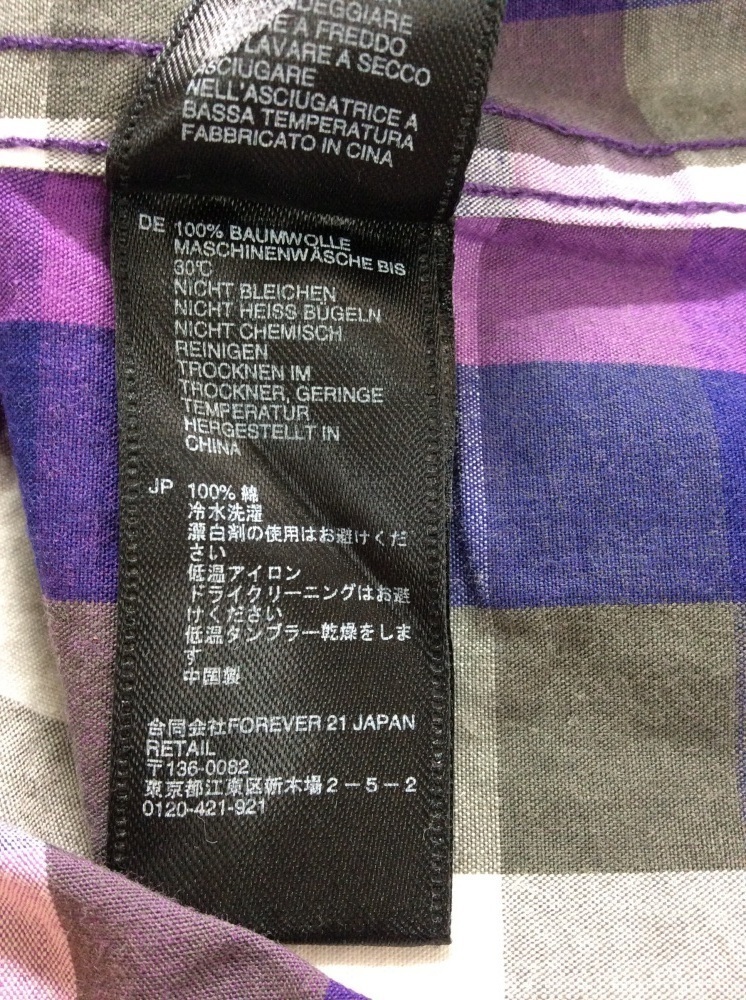 DEGGIARE
E A FREDDO
LAVARE A SECCO
ASCIUGARE
NELL'ASCIUGATRICE A
BASSA TEMPERATURA
FABBRICATO IN CINA
DE 100% BAUMWOLLE
MASCHINENWÄSCHE BIS
30℃
NICHT BLEICHEN
NICHT HEISS BÜGELN
NICHT CHEMISCH
REINIGEN
TROCKNEN IM
TROCKNER, GERINGE
TEMPERATUR
HERGESTELLT IN
CHINA
JP 100% 綿
冷水洗濯
漂白剤の使用はお避けくだ
さい
低温アイロン
ドライクリーニングはお避
けください
低温タンブラー乾燥をしま
す
中国製
合同会社FOREVER 21 JAPAN
RETAIL
〒136-0082
東京都江東区新木場2-5-2
0120-421-921